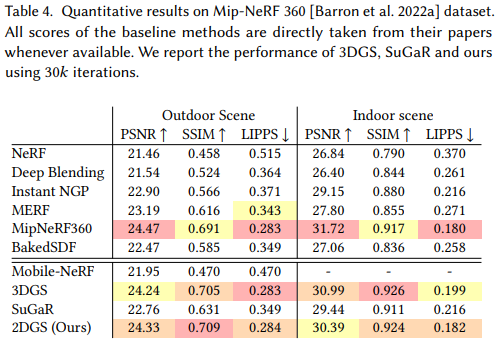 Table 4. Quantitative results on Mip-NeRF 360 [Barron et al. 2022a] dataset.
All scores of the baseline methods are directly taken from their papers
whenever available. We report the performance of 3DGS, SuGaR and ours
using 30k iterations.
Outdoor Scene Indoor scene
PSNR ↑ SSIM ↑ LIPPS ↓ PSNR ↑ SSIM ↑ LIPPS ↓
NeRF 21.46 0.458 0.515 26.84 0.790 0.370
Deep Blending 21.54 0.524 0.364 26.40 0.844 0.261
Instant NGP 22.90 0.566 0.371 29.15 0.880 0.216
MERF 23.19 0.616 0.343 27.80 0.855 0.271
MipNeRF360 24.47 0.691 0.283 31.72 0.917 0.180
BakedSDF 22.47 0.585 0.349 27.06 0.836 0.258
Mobile-NeRF 21.95 0.470 0.470 - - -
3DGS 24.24 0.705 0.283 30.99 0.926 0.199
SuGaR 22.76 0.631 0.349 29.44 0.911 0.216
2DGS (Ours) 24.33 0.709 0.284 30.39 0.924 0.182